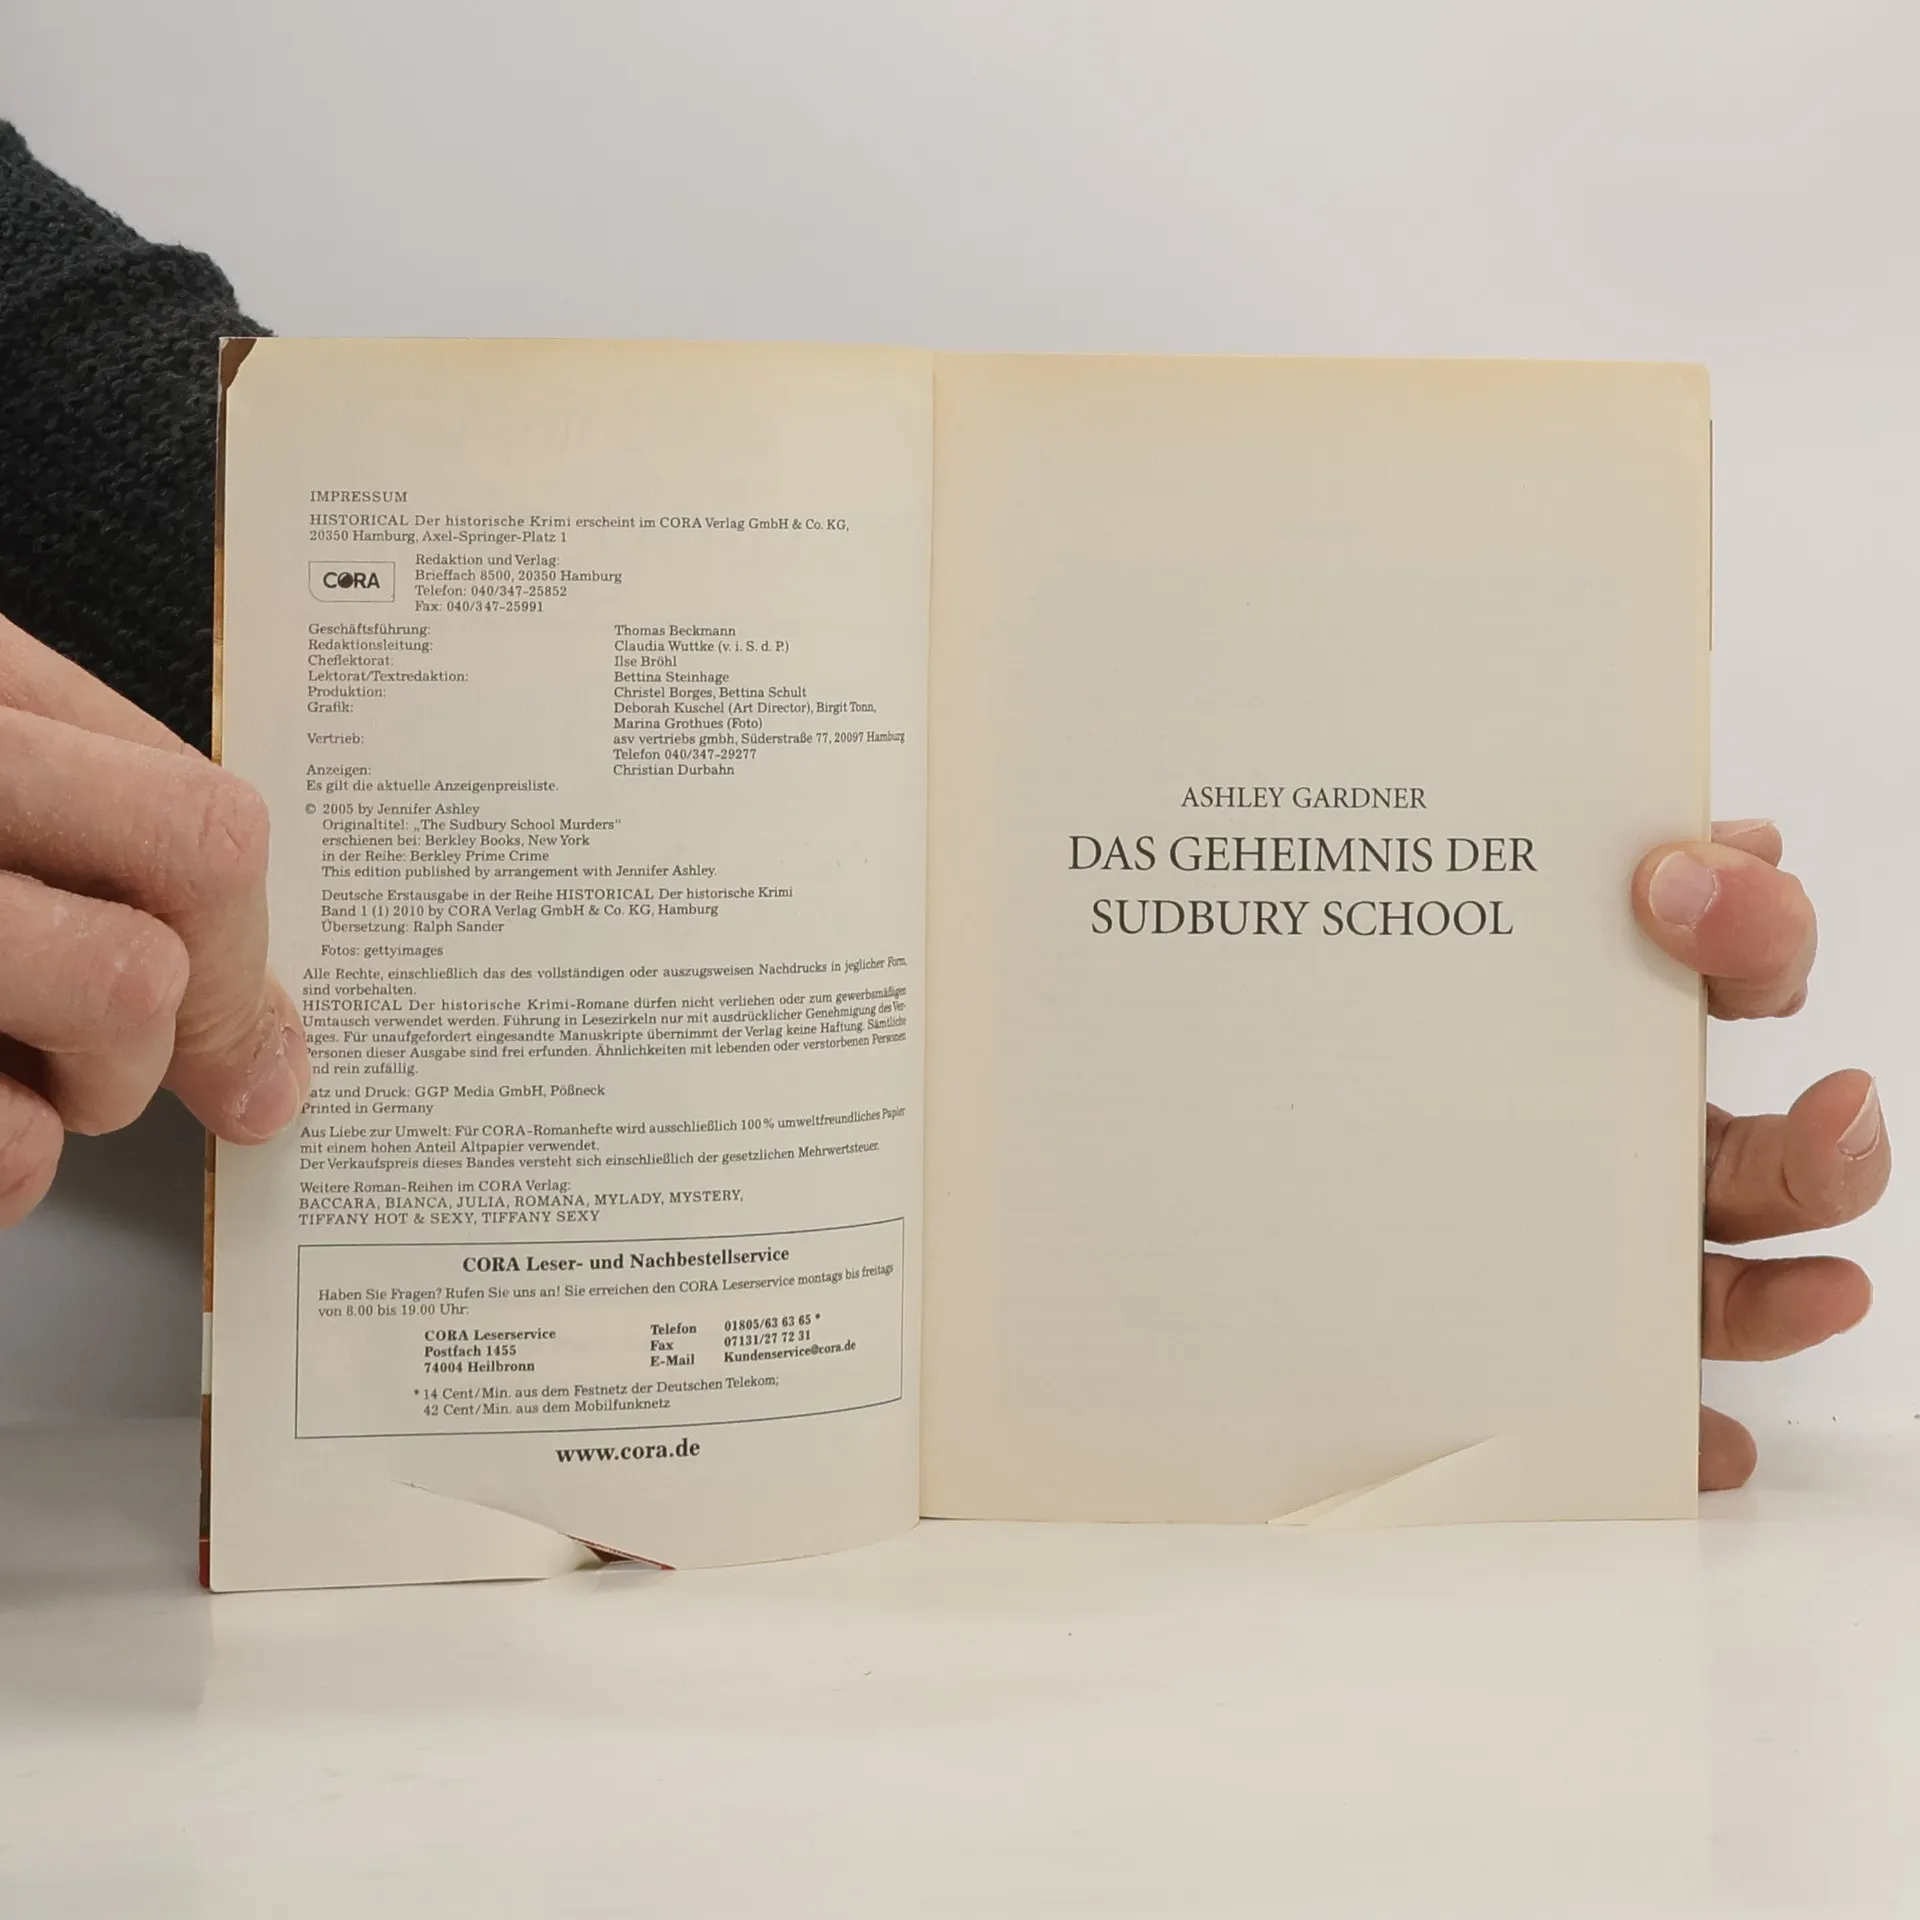 IMPRESSUM
HISTORICAL Der historische Krimi erscheint im CORA Verlag GmbH & Co. KG,
20350 Hamburg, Axel-Springer-Platz 1
CORA
Redaktion und Verlag:
Brieffach 8500, 20350 Hamburg
Telefon: 040/347-25852
Fax: 040/347-25991
Geschäftsführung: Thomas Beckmann
Redaktionsleitung: Claudia Wuttke (v. i. S. d. P.)
Cheflektorat: Ilse Bröhl
Lektorat/Textredaktion: Bettina Steinhage
Produktion: Christel Borges, Bettina Schult
Grafik: Deborah Kuschel (Art Director), Birgit Tonn,
Marina Grothues (Foto)
Vertrieb: asv vertriebs gmbh, Süderstraße 77, 20097 Hamburg
Telefon 040/347-29277
Anzeigen: Christian Durbahn
Es gilt die aktuelle Anzeigenpreisliste.
© 2005 by Jennifer Ashley
Originaltitel: „The Sudbury School Murders“
erschienen bei: Berkley Books, New York
in der Reihe: Berkley Prime Crime
This edition published by arrangement with Jennifer Ashley.
Deutsche Erstausgabe in der Reihe HISTORICAL Der historische Krimi
Band 1 (1) 2010 by CORA Verlag GmbH & Co. KG, Hamburg
Übersetzung: Ralph Sander
Fotos: gettyimages
Alle Rechte, einschließlich das des vollständigen oder auszugsweisen Nachdrucks in jeglicher Form,
sind vorbehalten.
HISTORICAL Der historische Krimi-Romane dürfen nicht verliehen oder zum gewerbsmäßigen
Umtausch verwendet werden. Führung in Lesezirkeln nur mit ausdrücklicher Genehmigung des Ver-
lages. Für unaufgefordert eingesandte Manuskripte übernimmt der Verlag keine Haftung. Sämtliche
Personen dieser Ausgabe sind frei erfunden. Ähnlichkeiten mit lebenden oder verstorbenen Personen
nd rein zufällig.
atz und Druck: GGP Media GmbH, Pößneck
Printed in Germany
Aus Liebe zur Umwelt: Für CORA-Romanhefte wird ausschließlich 100 % umweltfreundliches Papier
mit einem hohen Anteil Altpapier verwendet.
Der Verkaufspreis dieses Bandes versteht sich einschließlich der gesetzlichen Mehrwertsteuer.
Weitere Roman-Reihen im CORA Verlag:
BACCARA, BIANCA, JULIA, ROMANA, MYLADY, MYSTERY,
TIFFANY HOT & SEXY, TIFFANY SEXY
CORA Leser- und Nachbestellservice
Haben Sie Fragen? Rufen Sie uns an! Sie erreichen den CORA Leserservice montags bis freitags
von 8.00 bis 19.00 Uhr:
CORA Leserservice Telefon 01805/63 63 65 *
Postfach 1455 Fax 07131/27 72 31
74004 Heilbronn E-Mail Kundenservice@cora.de
* 14 Cent/Min. aus dem Festnetz der Deutschen Telekom;
42 Cent/Min. aus dem Mobilfunknetz
www.cora.de
ASHLEY GARDNER
DAS GEHEIMNIS DER
SUDBURY SCHOOL